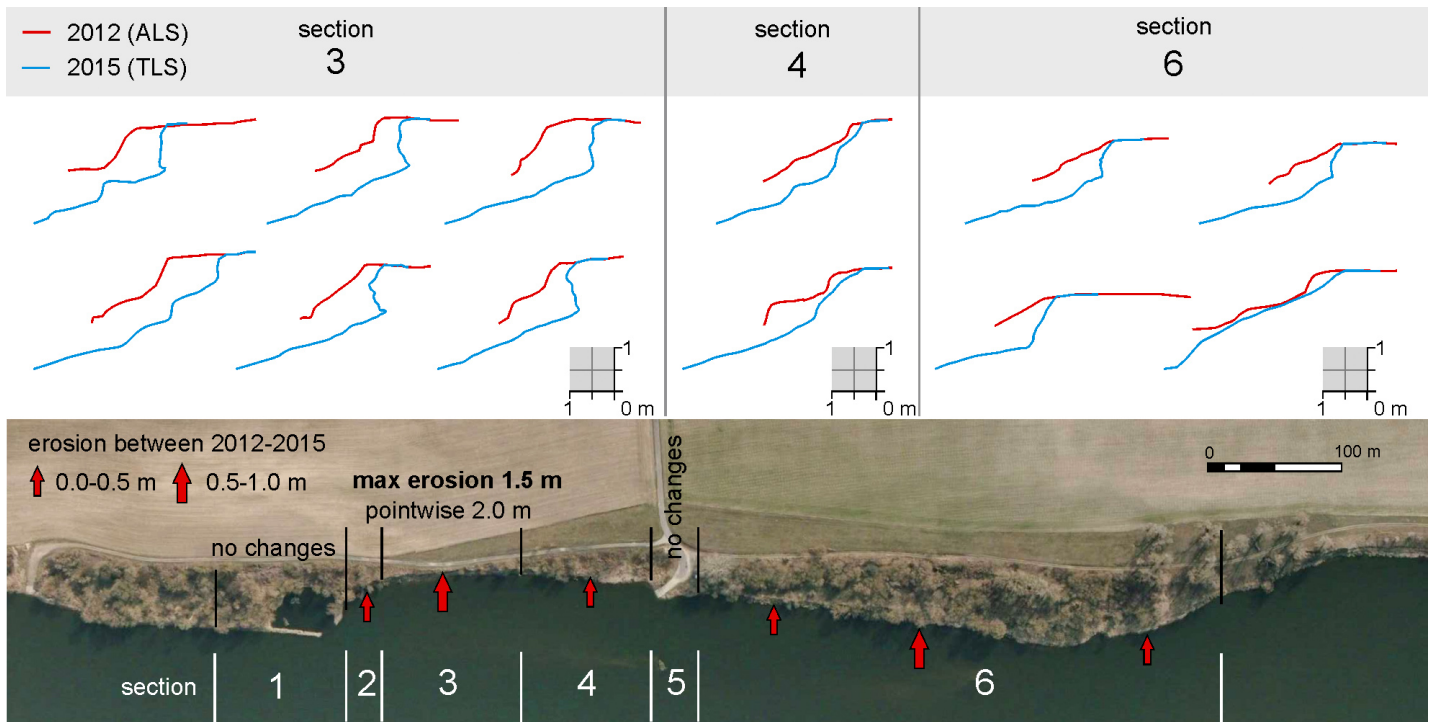 2012 (ALS)
2015 (TLS)
section
3
section
4
section
6
1
1 0 m
1
1 0 m
1
1 0 m
erosion between 2012-2015
0.0-0.5 m
0.5-1.0 m
max erosion 1.5 m
pointwise 2.0 m
no changes
no changes
0 100 m
section 1 2 3 4 5 6